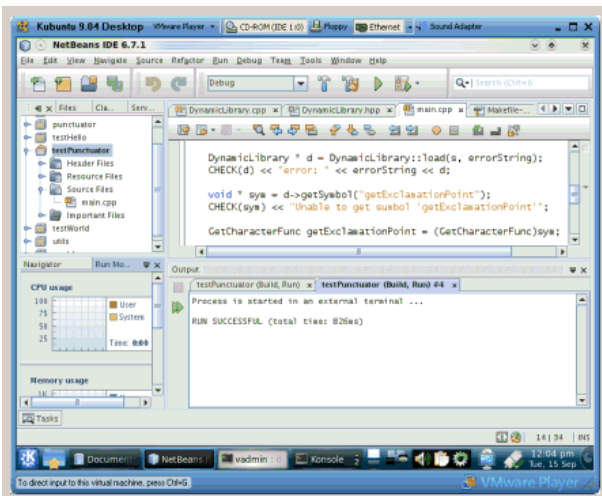 Kubuntu 9.04 Desktop VMware Player CD-ROM (IDE 1:0) Floppy Ethernet Sound Adapter
NetBeans IDE 6.7.1
File Edit View Navigate Source Refactor Run Debug Team Tools Window Help
Debug Search (Ctrl+I)
Files Cla... Serv... DynamicLibrary.cpp DynamicLibrary.hpp main.cpp Makefile-...
punctuator
testHello
testPunctuator
Header Files
Resource Files
Source Files
main.cpp
Important Files
testWorld
utils
DynamicLibrary * d = DynamicLibrary::load(s, errorString);
CHECK(d) << "error: " << errorString << d;
void * sym = d->getSymbol("getExclamationPoint");
CHECK(sym) << "Unable to get sumbol 'getExclamationPoint'";
GetCharacterFunc getExclamationPoint = (GetCharacterFunc)sym;
Navigator Run Mo... Output
testPunctuator (Build, Run) testPunctuator (Build, Run) #4
CPU usage
100
75
50
25
User
System
Time: 0:00
Process is started in an external terminal ...
RUN SUCCESSFUL (total time: 826ms)
Memory usage
1K
Tasks
14|34 INS
Document NetBeans vadmin : Konsole 2 12:04 pm
Tue, 15 Sep
To direct input to this virtual machine, press Ctrl+G. VMware Player